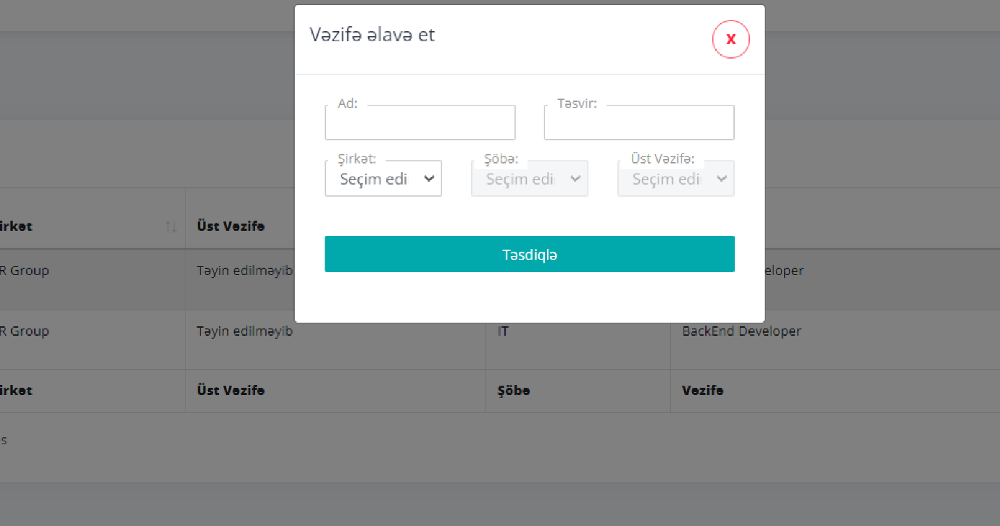 Vəzifə əlavə et
X
Ad:
Təsvir:
Şirkət:
Şöbə:
Üst Vəzifə:
Seçim edi
Seçim edi
Seçim edi
Təsdiqlə
irkət
Üst Vəzifə
R Group
Təyin edilməyib
eloper
R Group
Təyin edilməyib
IT
BackEnd Developer
irkət
Üst Vəzifə
Şöbə
Vəzifə
s